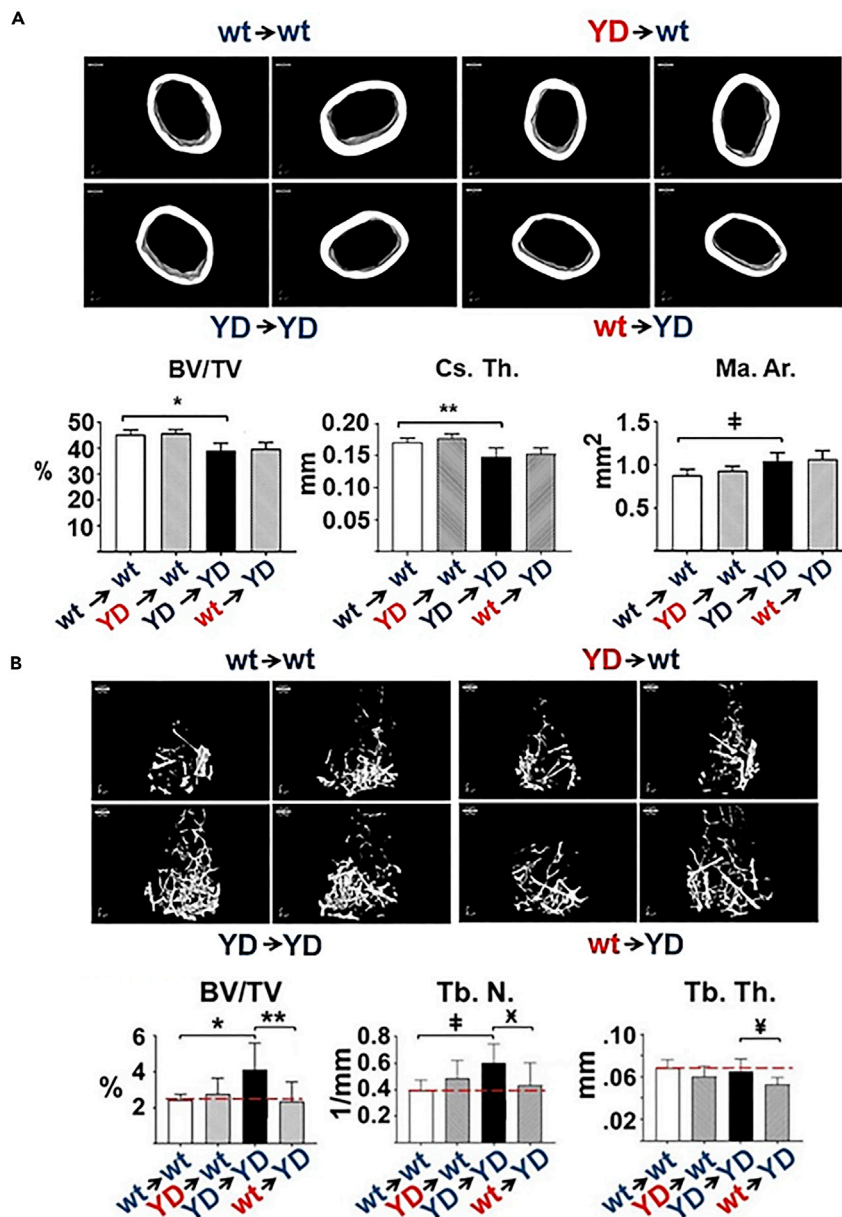 A
wt→wt YD→wt
YD→YD wt→YD
BV/TV Cs. Th. Ma. Ar.
50
40
30
20
10
%
*
wt→wt
YD→wt
YD→YD
wt→YD
0.20
0.15
0.10
0.05
mm
**
wt→wt
YD→wt
YD→YD
wt→YD
1.5
1.0
0.5
mm²
ǂ
wt→wt
YD→wt
YD→YD
wt→YD
B
wt→wt YD→wt
YD→YD wt→YD
BV/TV Tb. N. Tb. Th.
6
4
2
%
* **
wt→wt
YD→wt
YD→YD
wt→YD
0.8
0.6
0.4
0.2
1/mm
ǂ ɤ
wt→wt
YD→wt
YD→YD
wt→YD
.10
0.06
.02
mm
¥
wt→wt
YD→wt
YD→YD
wt→YD